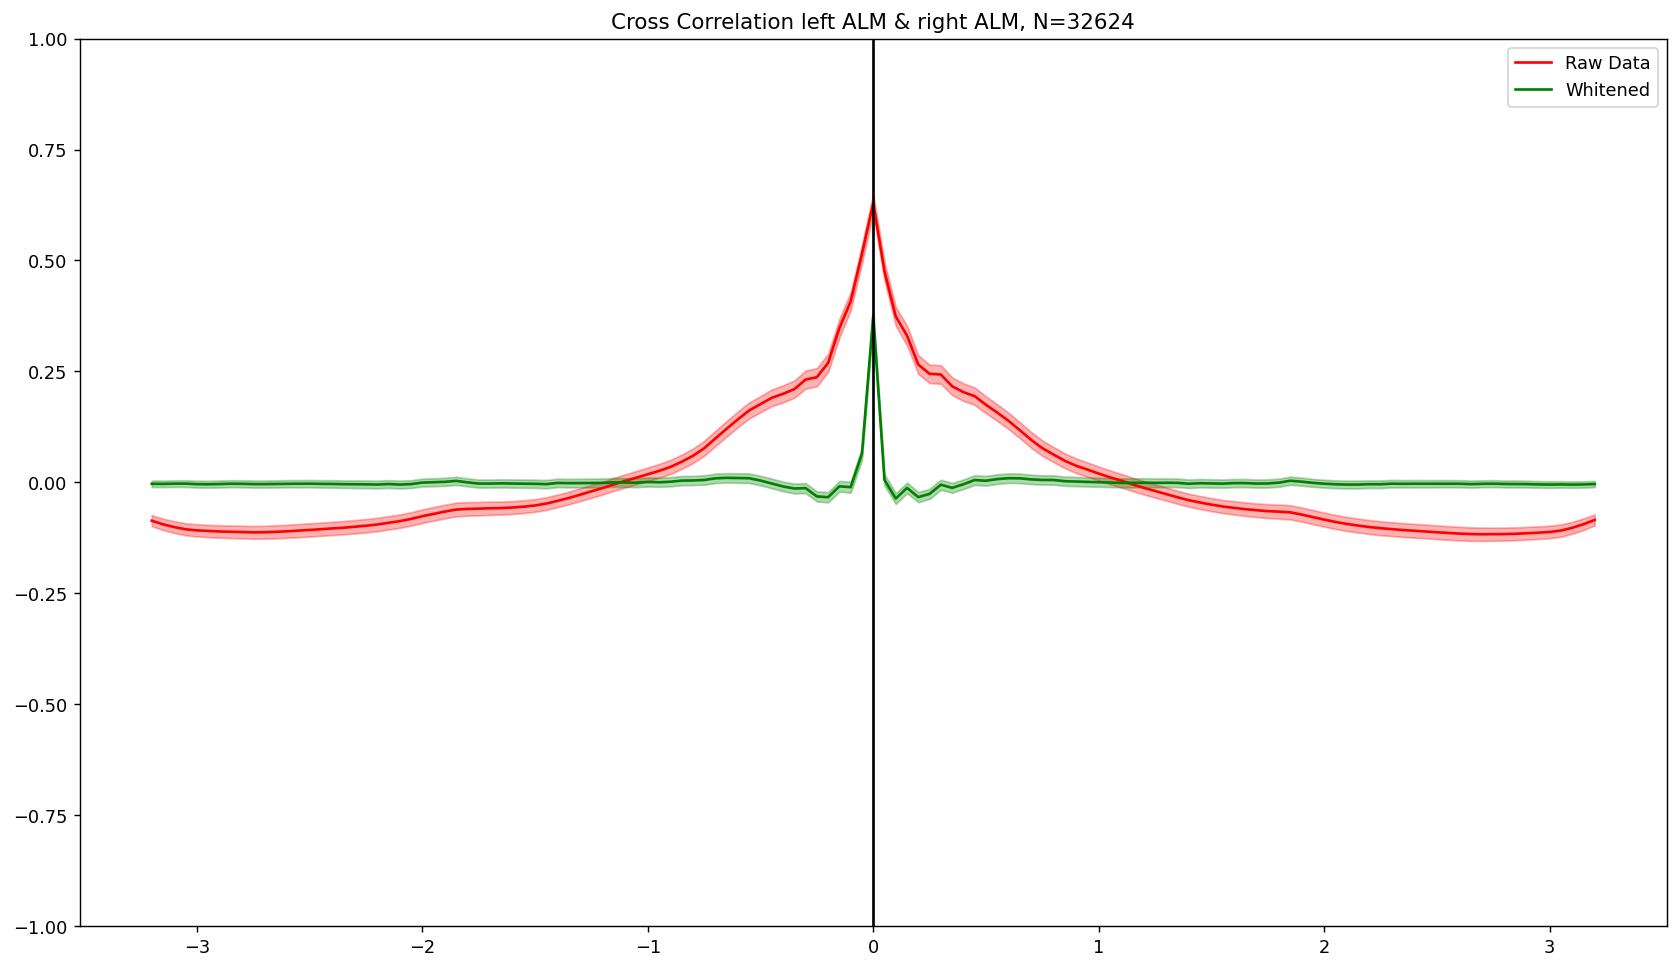 Cross Correlation left ALM & right ALM, N=32624
Raw Data
Whitened
1.00
0.75
0.50
0.25
0.00
−0.25
−0.50
−0.75
−1.00
−3 −2 −1 0 1 2 3